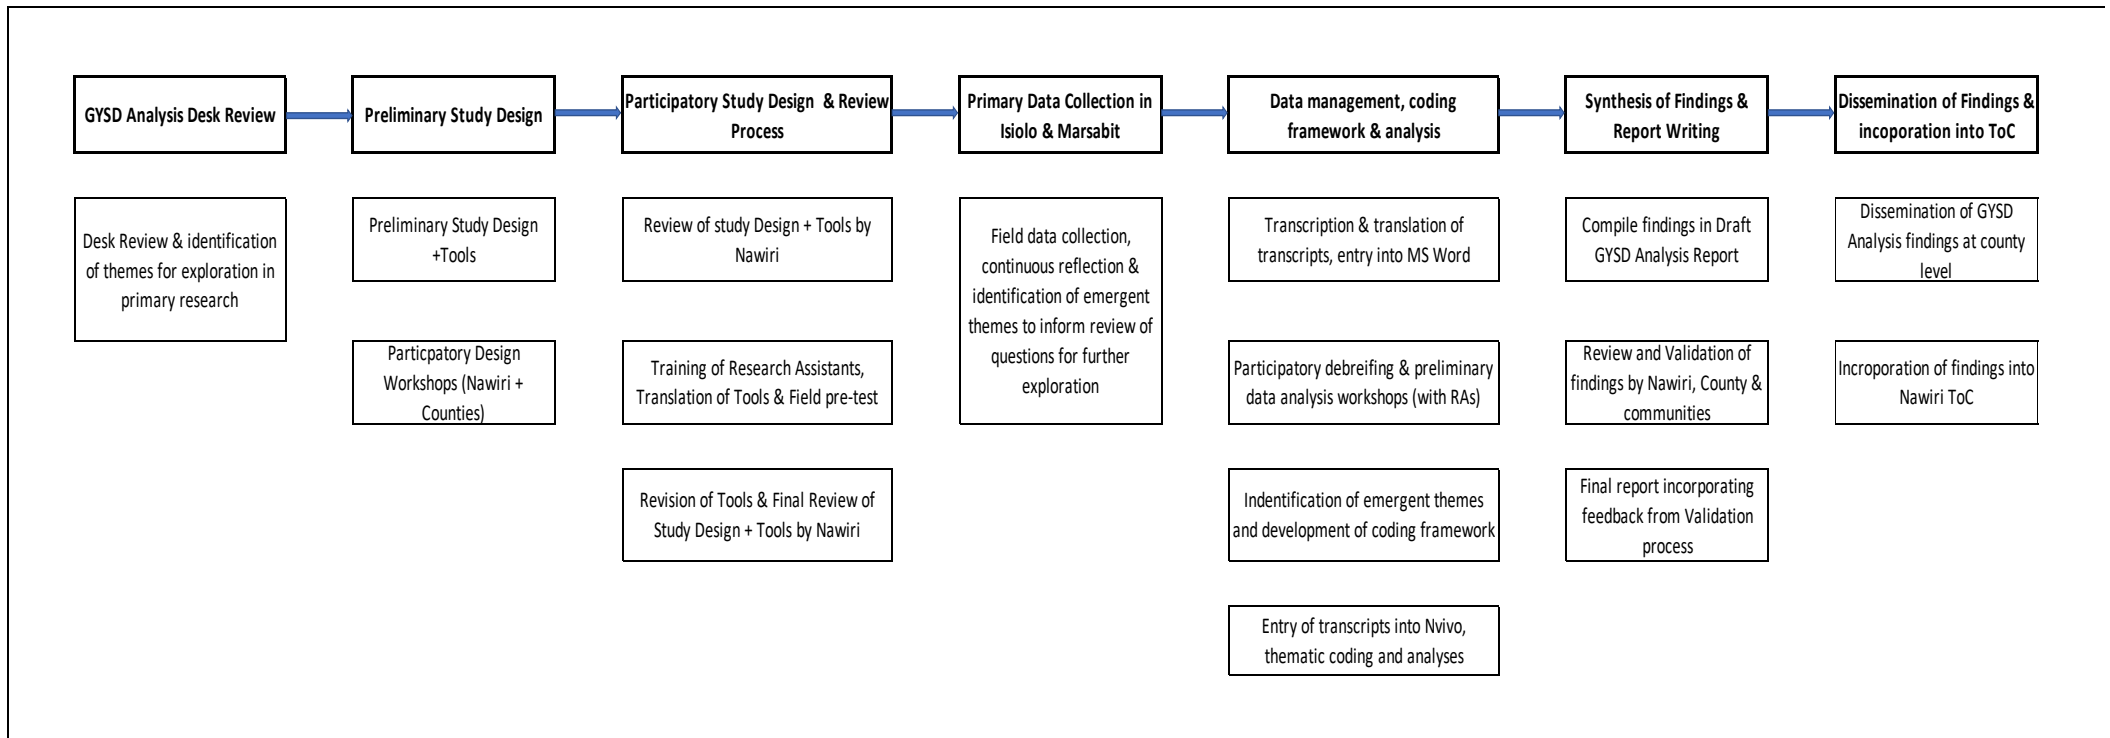 GYSD Analysis Desk Review
Preliminary Study Design
Participatory Study Design & Review
Process
Primary Data Collection in
Isiolo & Marsabit
Data management, coding
framework & analysis
Synthesis of Findings &
Report Writing
Dissemination of Findings &
incoporation into ToC
Desk Review & identification
of themes for exploration in
primary research
Preliminary Study Design
+Tools
Particpatory Design
Workshops (Nawiri +
Counties)
Review of study Design + Tools by
Nawiri
Training of Research Assistants,
Translation of Tools & Field pre-test
Revision of Tools & Final Review of
Study Design + Tools by Nawiri
Field data collection,
continuous reflection &
identification of emergent
themes to inform review of
questions for further
exploration
Transcription & translation of
transcripts, entry into MS Word
Participatory debreifing & preliminary
data analysis workshops (with RAs)
Indentification of emergent themes
and development of coding framework
Entry of transcripts into Nvivo,
thematic coding and analyses
Compile findings in Draft
GYSD Analysis Report
Review and Validation of
findings by Nawiri, County &
communities
Final report incorporating
feedback from Validation
process
Dissemination of GYSD
Analysis findings at county
level
Incroporation of findings into
Nawiri ToC